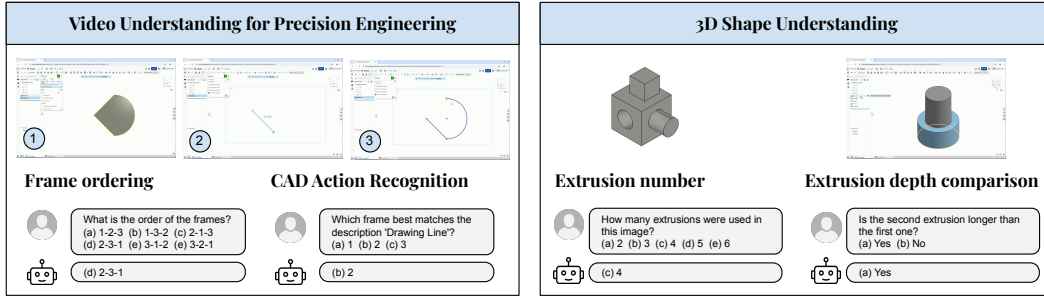 Video Understanding for Precision Engineering
1
2
3
Frame ordering
What is the order of the frames?
(a) 1-2-3 (b) 1-3-2 (c) 2-1-3
(d) 2-3-1 (e) 3-1-2 (e) 3-2-1
(d) 2-3-1
CAD Action Recognition
Which frame best matches the
description 'Drawing Line'?
(a) 1 (b) 2 (c) 3
(b) 2
3D Shape Understanding
Extrusion number
How many extrusions were used in
this image?
(a) 2 (b) 3 (c) 4 (d) 5 (e) 6
(c) 4
Extrusion depth comparison
Is the second extrusion longer than
the first one?
(a) Yes (b) No
(a) Yes